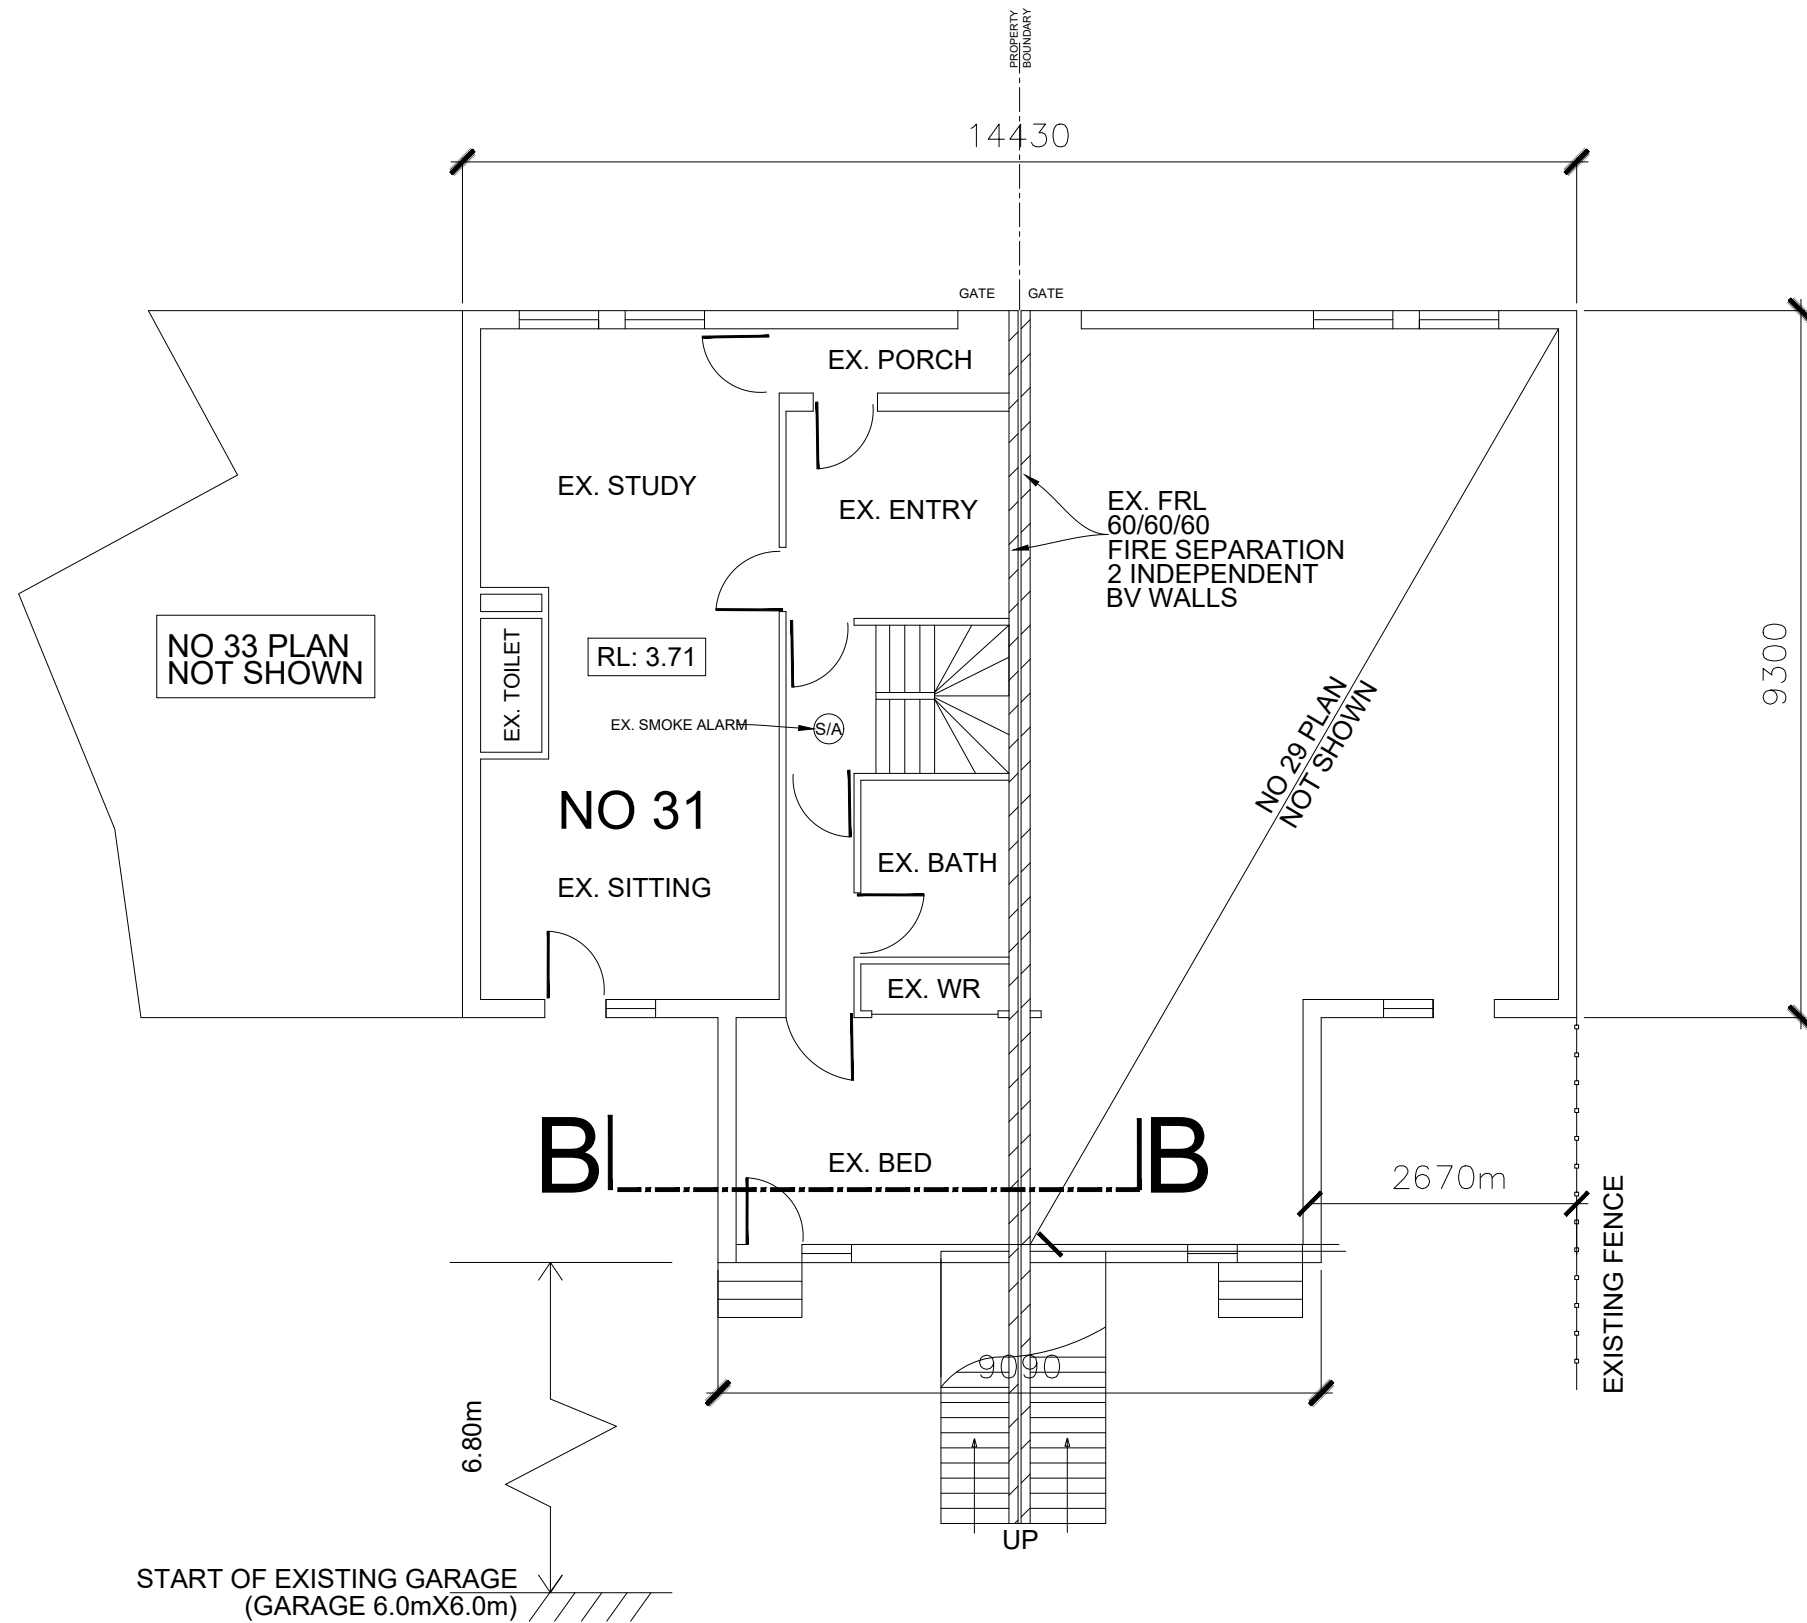 PROPERTY
BOUNDARY
14430
GATE
GATE
EX. PORCH
EX. STUDY
EX. ENTRY
EX. FRL
60/60/60
FIRE SEPARATION
2 INDEPENDENT
BV WALLS
NO 33 PLAN
NOT SHOWN
EX. TOILET
RL: 3.71
EX. SMOKE ALARM
S/A
9300
NO 29 PLAN
NOT SHOWN
NO 31
EX. BATH
EX. SITTING
EX. WR
B
B
EX. BED
2670m
EXISTING FENCE
9090
6.80m
UP
START OF EXISTING GARAGE
(GARAGE 6.0mX6.0m)